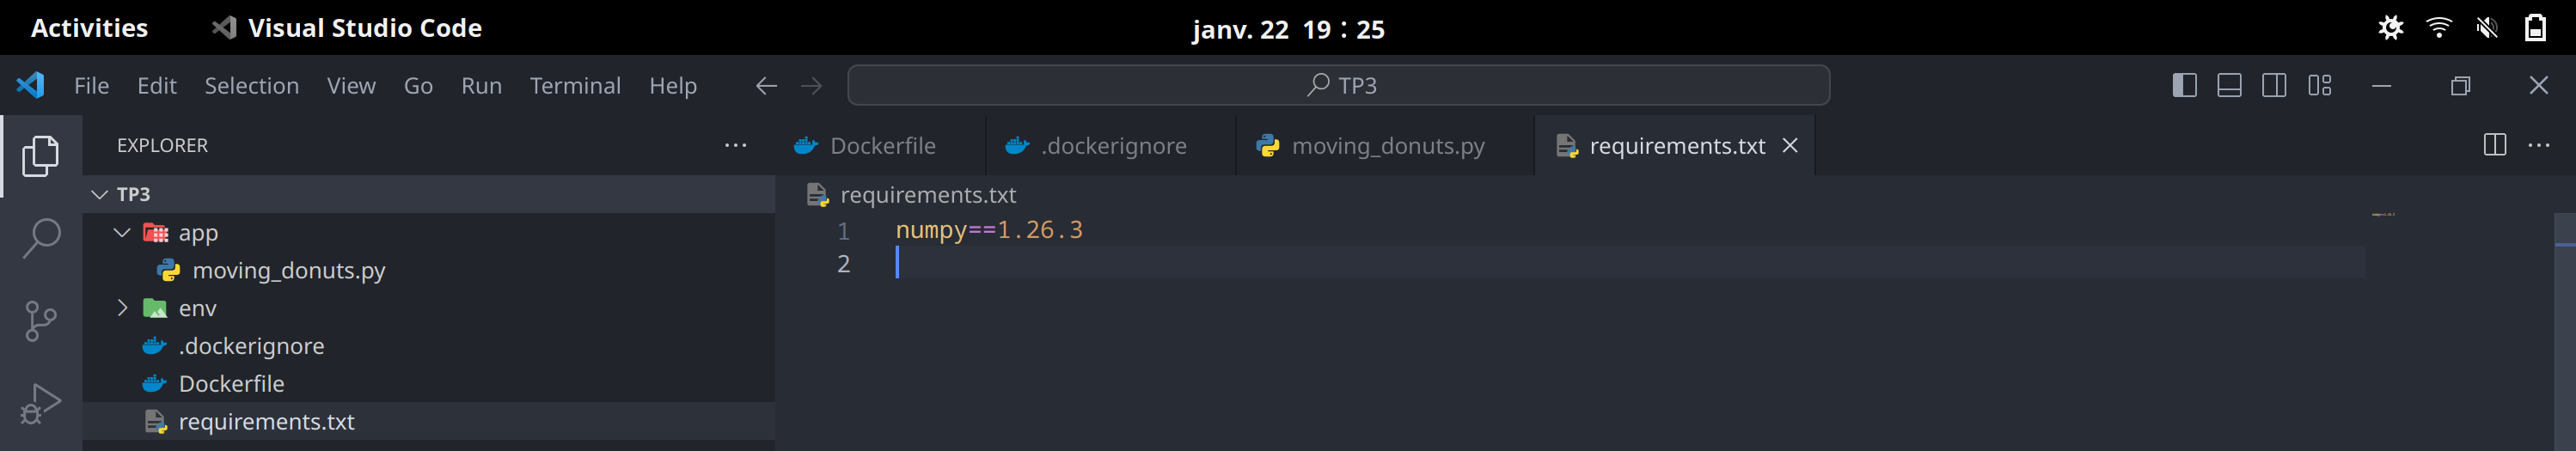 Activities Visual Studio Code janv. 22 19 : 25
File Edit Selection View Go Run Terminal Help TP3
EXPLORER
Dockerfile .dockerignore moving_donuts.py requirements.txt
TP3
app
moving_donuts.py
env
.dockerignore
Dockerfile
requirements.txt
requirements.txt
1 numpy==1.26.3
2